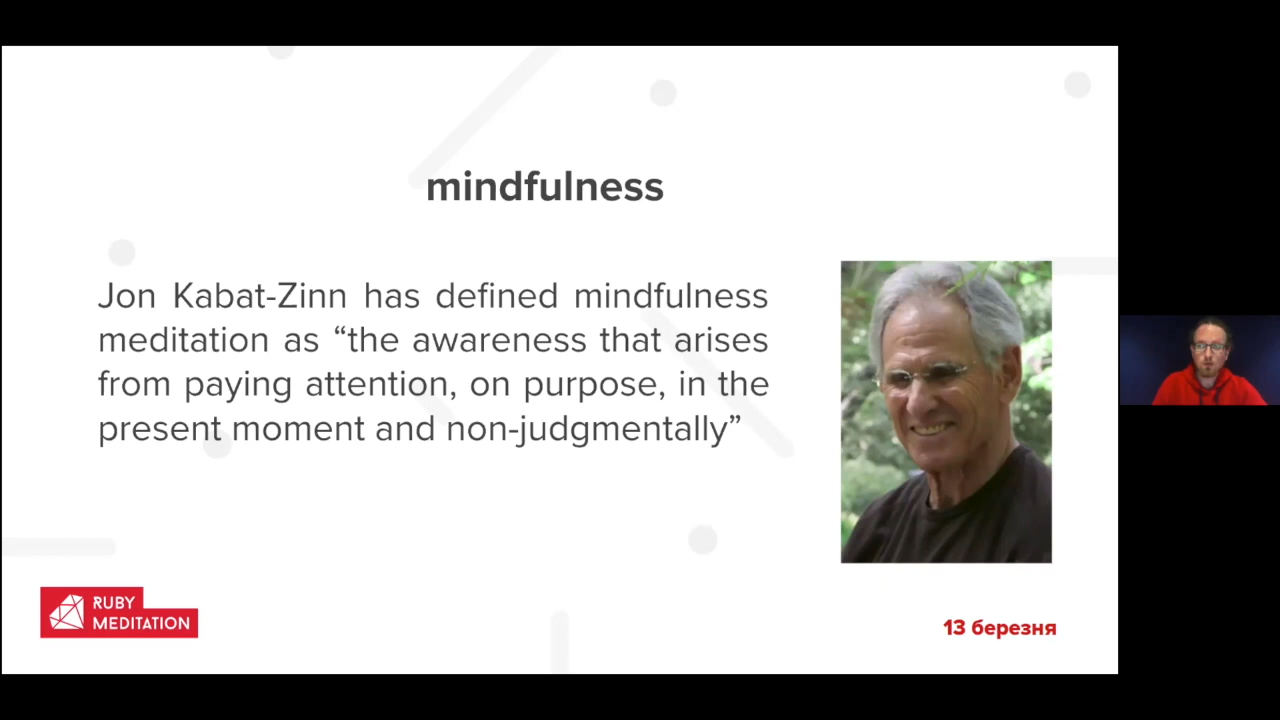 mindfulness
Jon Kabat-Zinn has defined mindfulness
meditation as “the awareness that arises
from paying attention, on purpose, in the
present moment and non-judgmentally”
RUBY
MEDITATION
13 березня